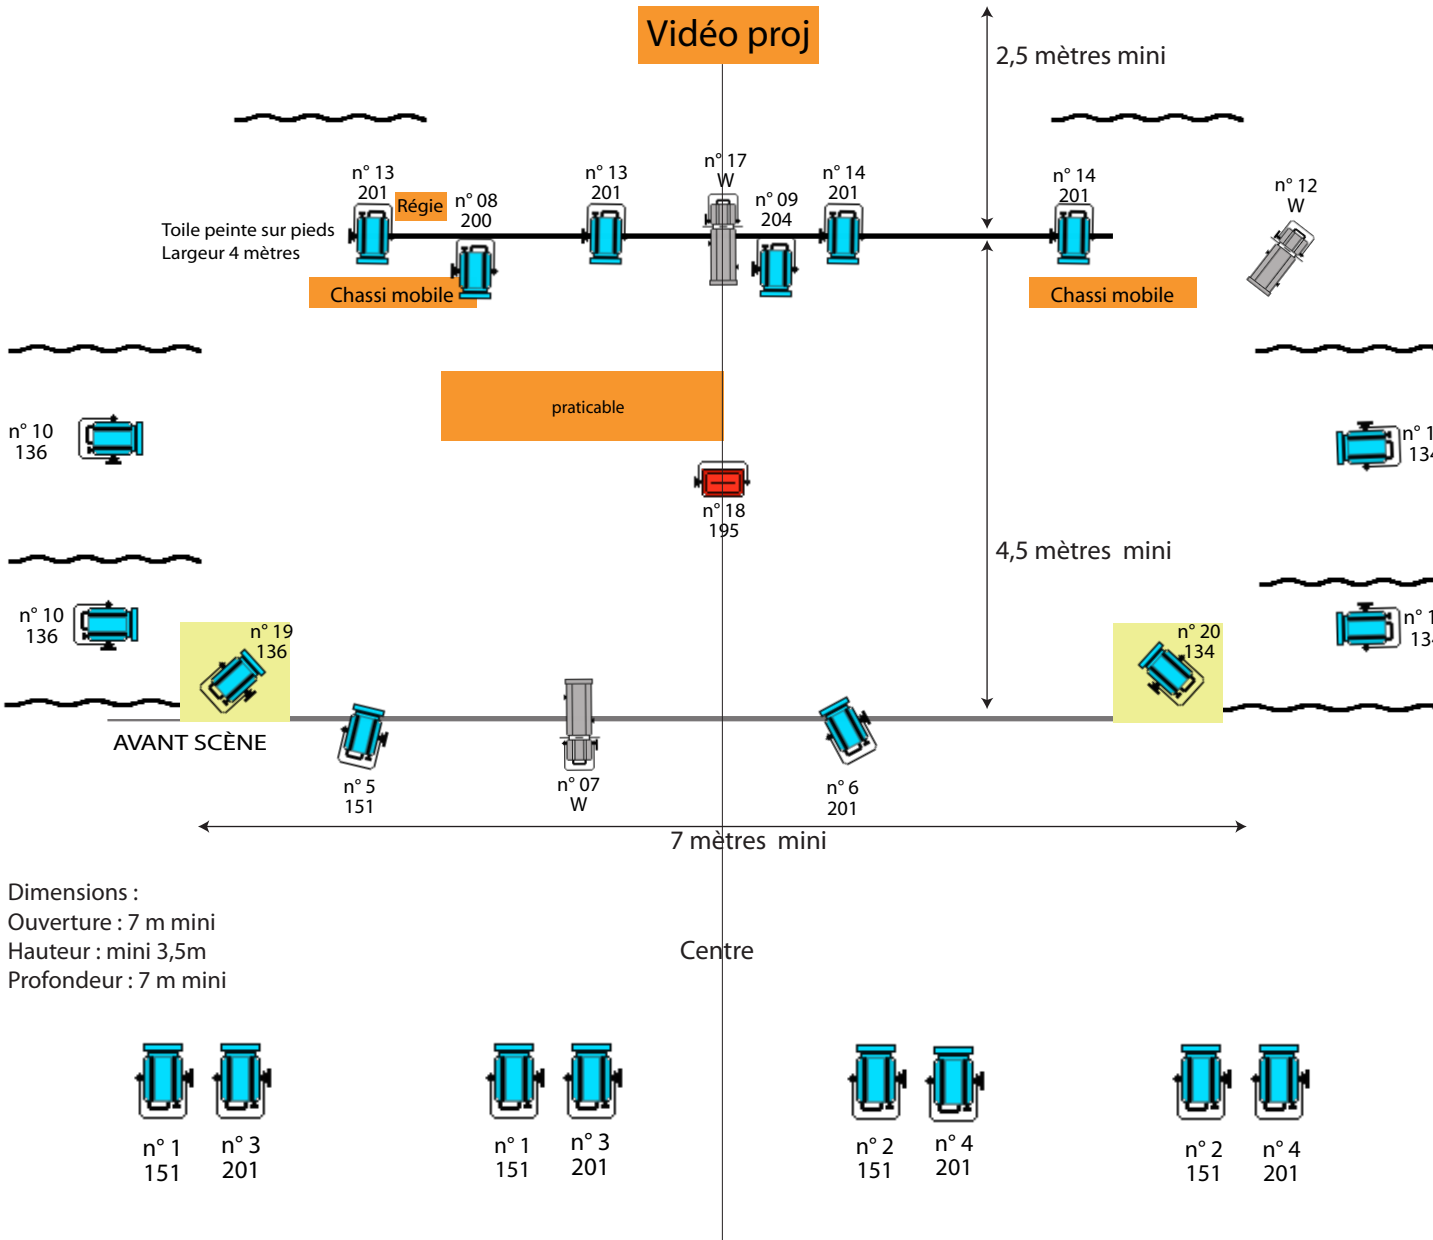 Vidéo proj
2,5 mètres mini
n° 13
201
Régie
n° 08
200
n° 13
201
n° 17
W
n° 09
204
n° 14
201
n° 14
201
n° 12
W
Toile peinte sur pieds
Largeur 4 mètres
Chassi mobile
Chassi mobile
praticable
n° 10
136
n° 1
134
n° 18
195
4,5 mètres mini
n° 10
136
n° 19
136
n° 20
134
n° 1
134
AVANT SCÈNE
n° 5
151
n° 07
W
n° 6
201
7 mètres mini
Dimensions :
Ouverture : 7 m mini
Hauteur : mini 3,5m
Profondeur : 7 m mini
Centre
n° 1
151
n° 3
201
n° 1
151
n° 3
201
n° 2
151
n° 4
201
n° 2
151
n° 4
201